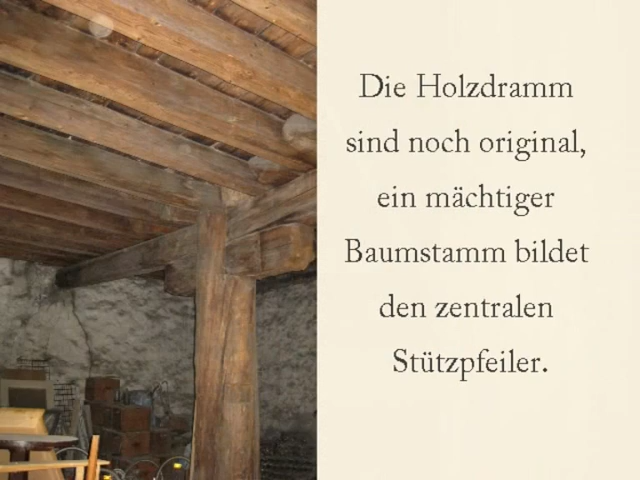 Die Holzdramm
sind noch original,
ein mächtiger
Baumstamm bildet
den zentralen
Stützpfeiler.